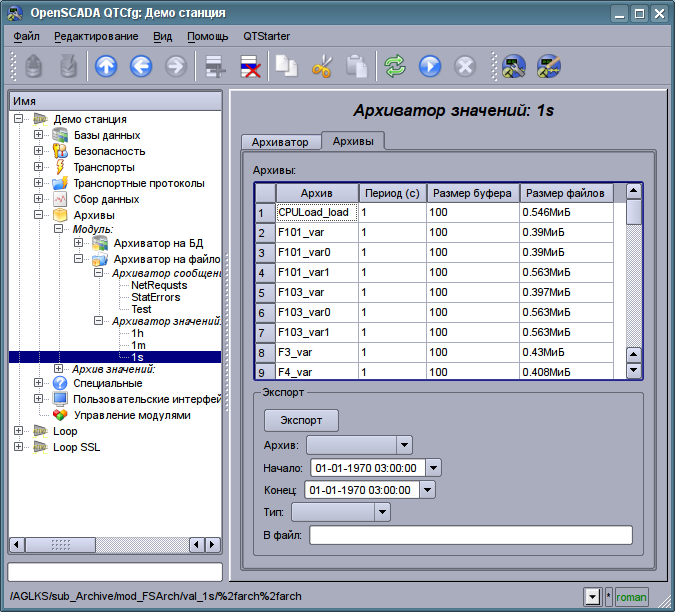 OpenSCADA QTCfg: Демо станция
Файл Редактирование Вид Помощь QTStarter
Имя
Демо станция
Базы данных
Безопасность
Транспорты
Транспортные протоколы
Сбор данных
Архивы
Модуль:
Архиватор на БД
Архиватор на файло
Архиватор сообщени
NetRequsts
StatErrors
Test
Архиватор значений:
1h
1m
1s
Архив значений:
Специальные
Пользовательские интерфей
Управление модулями
Loop
Loop SSL
Архиватор значений: 1s
Архиватор Архивы
Архивы:
Архив Период (с) Размер буфера Размер файлов
1 CPULoad_load 1 100 0.546МиБ
2 F101_var 1 100 0.39МиБ
3 F101_var0 1 100 0.39МиБ
4 F101_var1 1 100 0.563МиБ
5 F103_var 1 100 0.397МиБ
6 F103_var0 1 100 0.563МиБ
7 F103_var1 1 100 0.563МиБ
8 F3_var 1 100 0.43МиБ
9 F4_var 1 100 0.408МиБ
Экспорт
Экспорт
Архив:
Начало: 01-01-1970 03:00:00
Конец: 01-01-1970 03:00:00
Тип:
В файл:
/AGLKS/sub_Archive/mod_FSArch/val_1s/%2farch%2farch
* roman